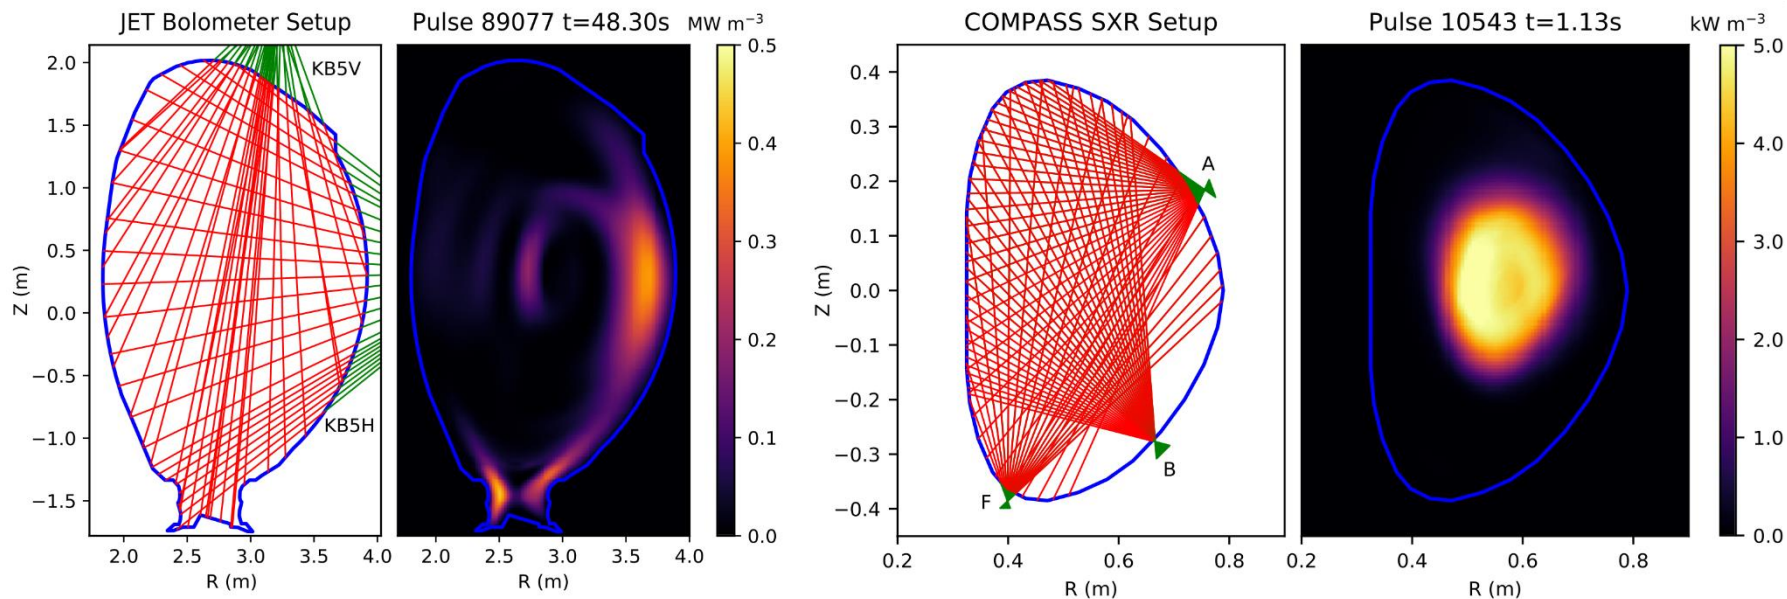 JET Bolometer Setup
Pulse 89077 t=48.30s
MW m⁻³
COMPASS SXR Setup
Pulse 10543 t=1.13s
kW m⁻³
KB5V
KB5H
Z (m)
2.0
1.5
1.0
0.5
0.0
−0.5
−1.0
−1.5
2.0 2.5 3.0 3.5 4.0
R (m)
2.0 2.5 3.0 3.5 4.0
R (m)
0.5
0.4
0.3
0.2
0.1
0.0
A
B
F
Z (m)
0.4
0.3
0.2
0.1
0.0
−0.1
−0.2
−0.3
−0.4
0.2 0.4 0.6 0.8
R (m)
0.2 0.4 0.6 0.8
R (m)
5.0
4.0
3.0
2.0
1.0
0.0